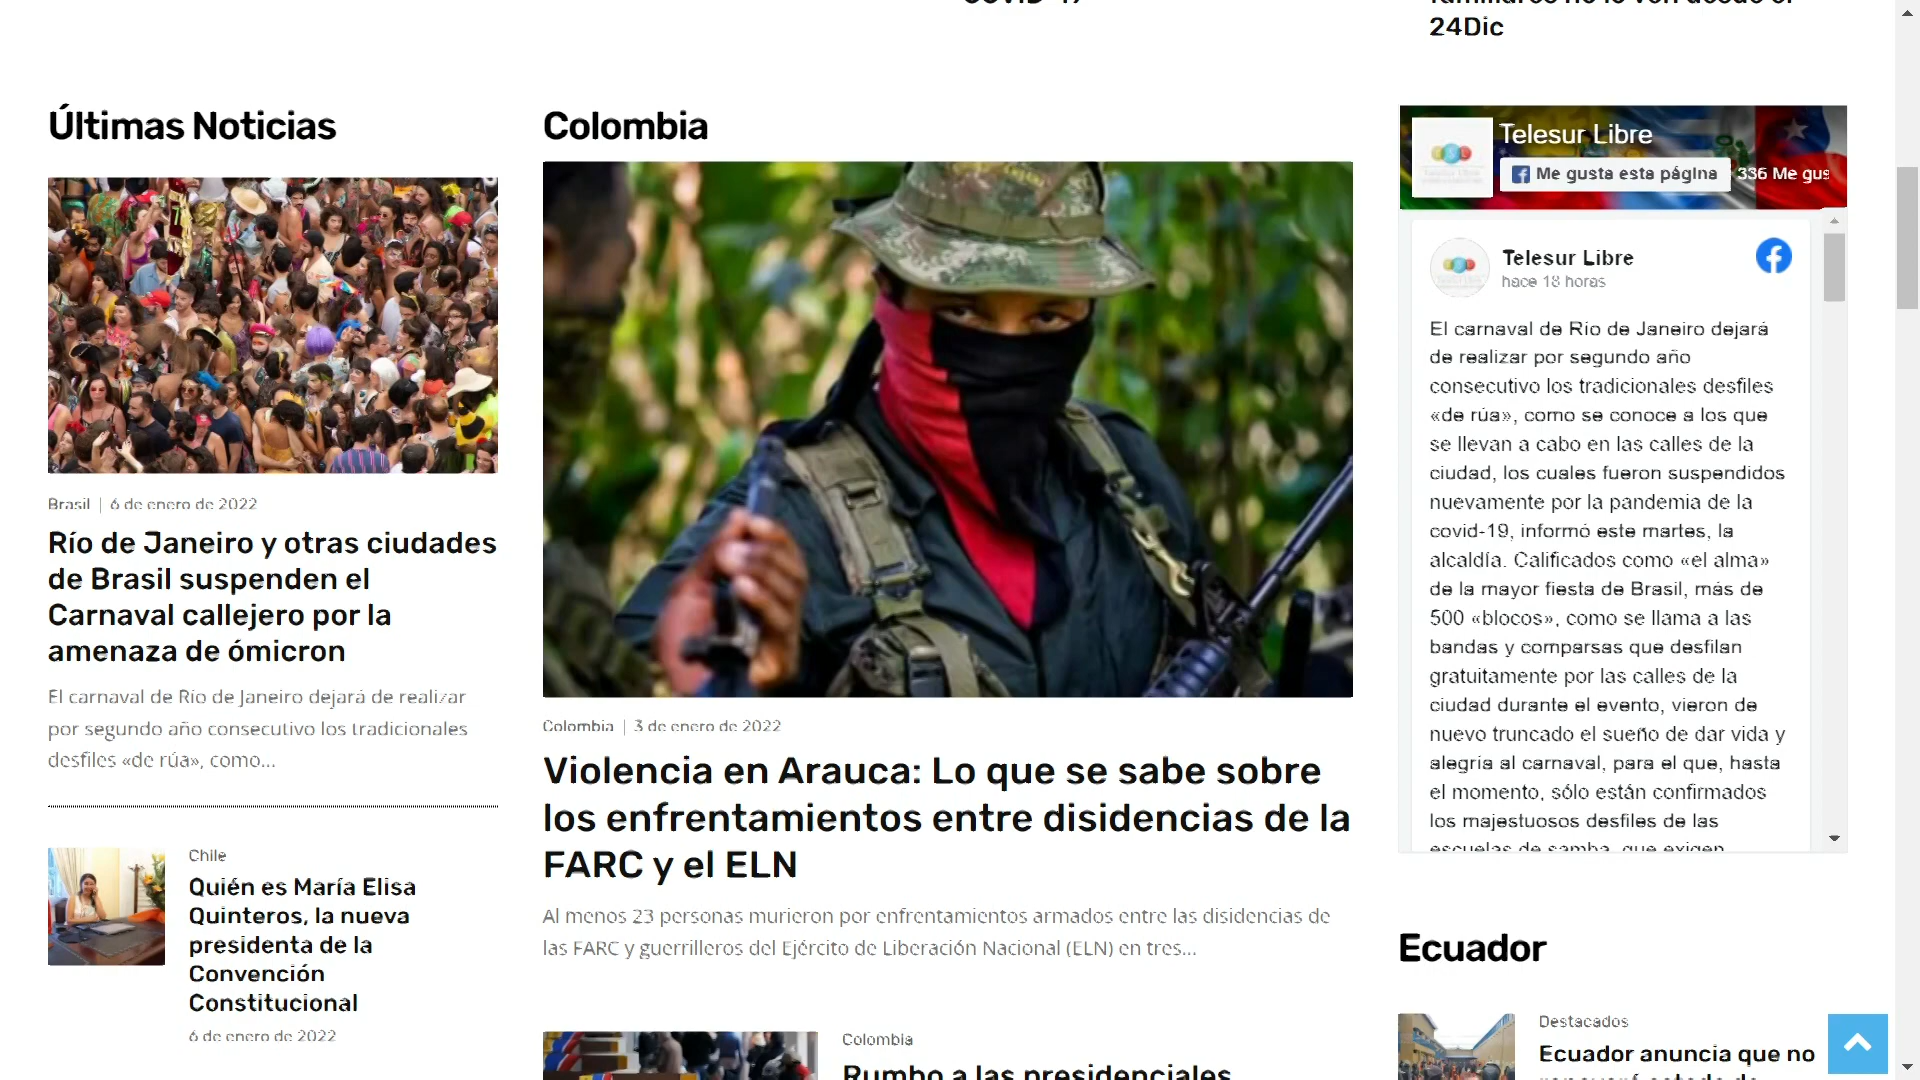 24Dic
Últimas Noticias
Brasil | 6 de enero de 2022
Río de Janeiro y otras ciudades
de Brasil suspenden el
Carnaval callejero por la
amenaza de ómicron
El carnaval de Río de Janeiro dejará de realizar
por segundo año consecutivo los tradicionales
desfiles «de rúa», como...
Chile
Quién es María Elisa
Quinteros, la nueva
presidenta de la
Convención
Constitucional
6 de enero de 2022
Colombia
Colombia | 3 de enero de 2022
Violencia en Arauca: Lo que se sabe sobre
los enfrentamientos entre disidencias de la
FARC y el ELN
Al menos 23 personas murieron por enfrentamientos armados entre las disidencias de
las FARC y guerrilleros del Ejército de Liberación Nacional (ELN) en tres...
Colombia
Rumbo a las presidenciales
Telesur Libre
Me gusta esta página
336 Me gus
Telesur Libre
hace 18 horas
El carnaval de Río de Janeiro dejará
de realizar por segundo año
consecutivo los tradicionales desfiles
«de rúa», como se conoce a los que
se llevan a cabo en las calles de la
ciudad, los cuales fueron suspendidos
nuevamente por la pandemia de la
covid-19, informó este martes, la
alcaldía. Calificados como «el alma»
de la mayor fiesta de Brasil, más de
500 «blocos», como se llama a las
bandas y comparsas que desfilan
gratuitamente por las calles de la
ciudad durante el evento, vieron de
nuevo truncado el sueño de dar vida y
alegría al carnaval, para el que, hasta
el momento, sólo están confirmados
los majestuosos desfiles de las
escuelas de samba, que exigen
Ecuador
Destacados
Ecuador anuncia que no